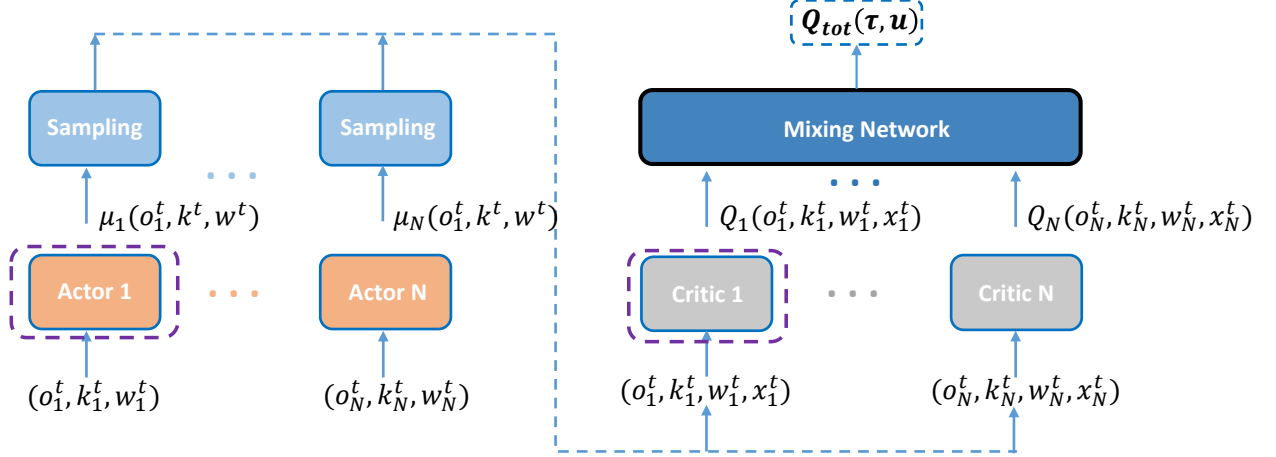 Q_{tot}(τ, u)
Sampling
Sampling
Mixing Network
...
...
μ_1(o_1^t, k^t, w^t)
μ_N(o_1^t, k^t, w^t)
Q_1(o_1^t, k_1^t, w_1^t, x_1^t)
Q_N(o_N^t, k_N^t, w_N^t, x_N^t)
Actor 1
...
Actor N
Critic 1
...
Critic N
(o_1^t, k_1^t, w_1^t)
(o_N^t, k_N^t, w_N^t)
(o_1^t, k_1^t, w_1^t, x_1^t)
(o_N^t, k_N^t, w_N^t, x_N^t)